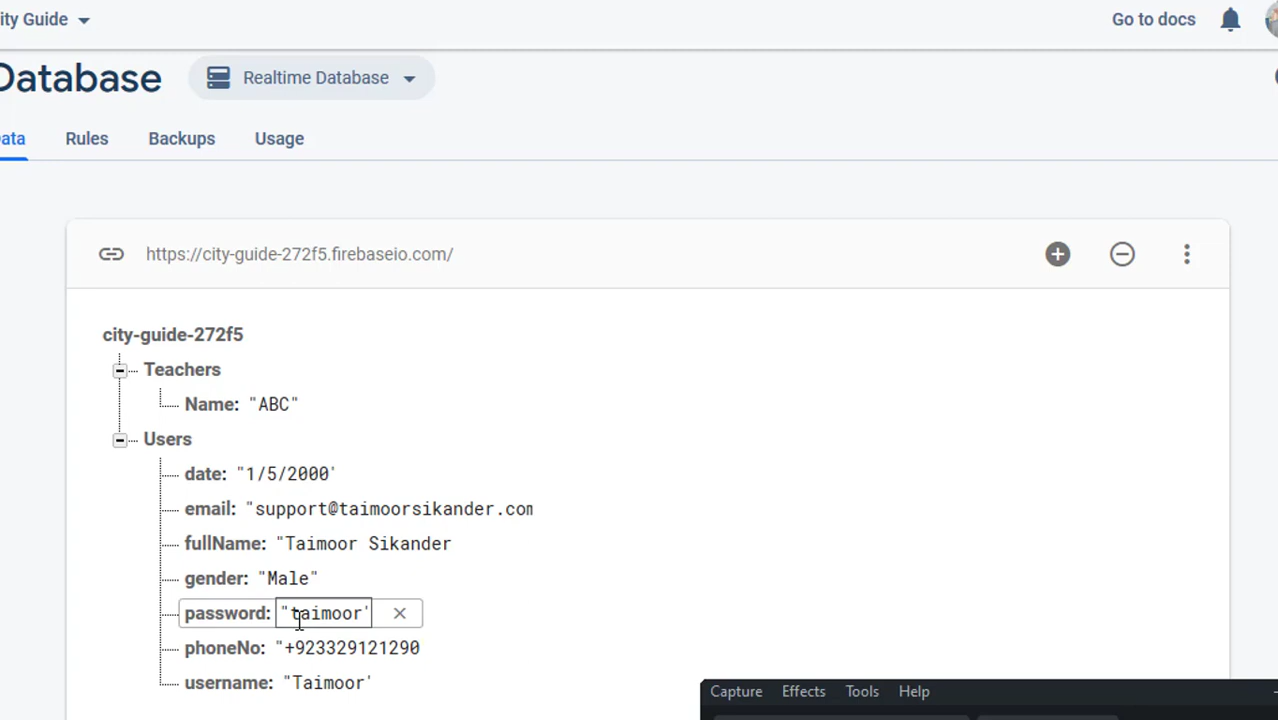 ity Guide
Go to docs
Database
Realtime Database
ata
Rules
Backups
Usage
https://city-guide-272f5.firebaseio.com/
city-guide-272f5
Teachers
Name: "ABC"
Users
date: "1/5/2000'
email: "support@taimoorsikander.com
fullName: "Taimoor Sikander
gender: "Male"
password: "taimoor'
phoneNo: "+923329121290
username: "Taimoor'
Capture
Effects
Tools
Help